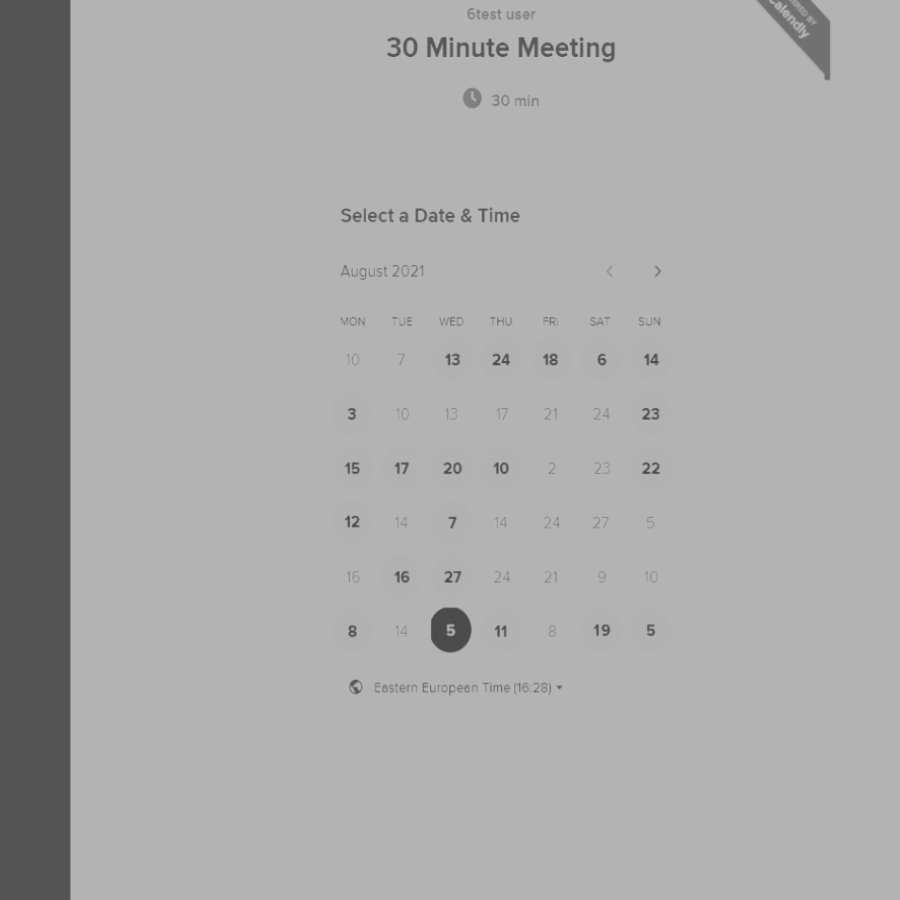 6test user
POWERED BY
Calendly
30 Minute Meeting
30 min
Select a Date & Time
August 2021
MON TUE WED THU FRI SAT SUN
10 7 13 24 18 6 14
3 10 13 17 21 24 23
15 17 20 10 2 23 22
12 14 7 14 24 27 5
16 16 27 24 21 9 10
8 14 5 11 8 19 5
Eastern European Time (16:28)